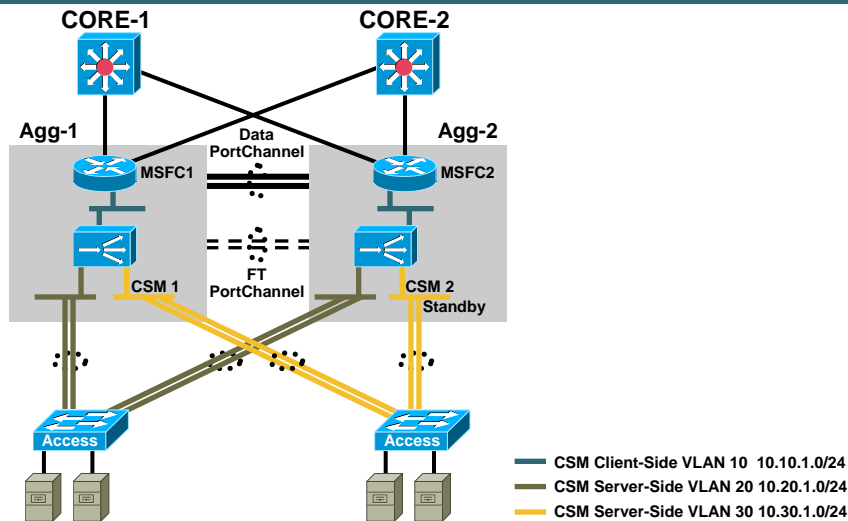 CORE-1
CORE-2
Agg-1
Data
PortChannel
Agg-2
MSFC1
MSFC2
FT
PortChannel
CSM 1
CSM 2
Standby
Access
Access
CSM Client-Side VLAN 10 10.10.1.0/24
CSM Server-Side VLAN 20 10.20.1.0/24
CSM Server-Side VLAN 30 10.30.1.0/24